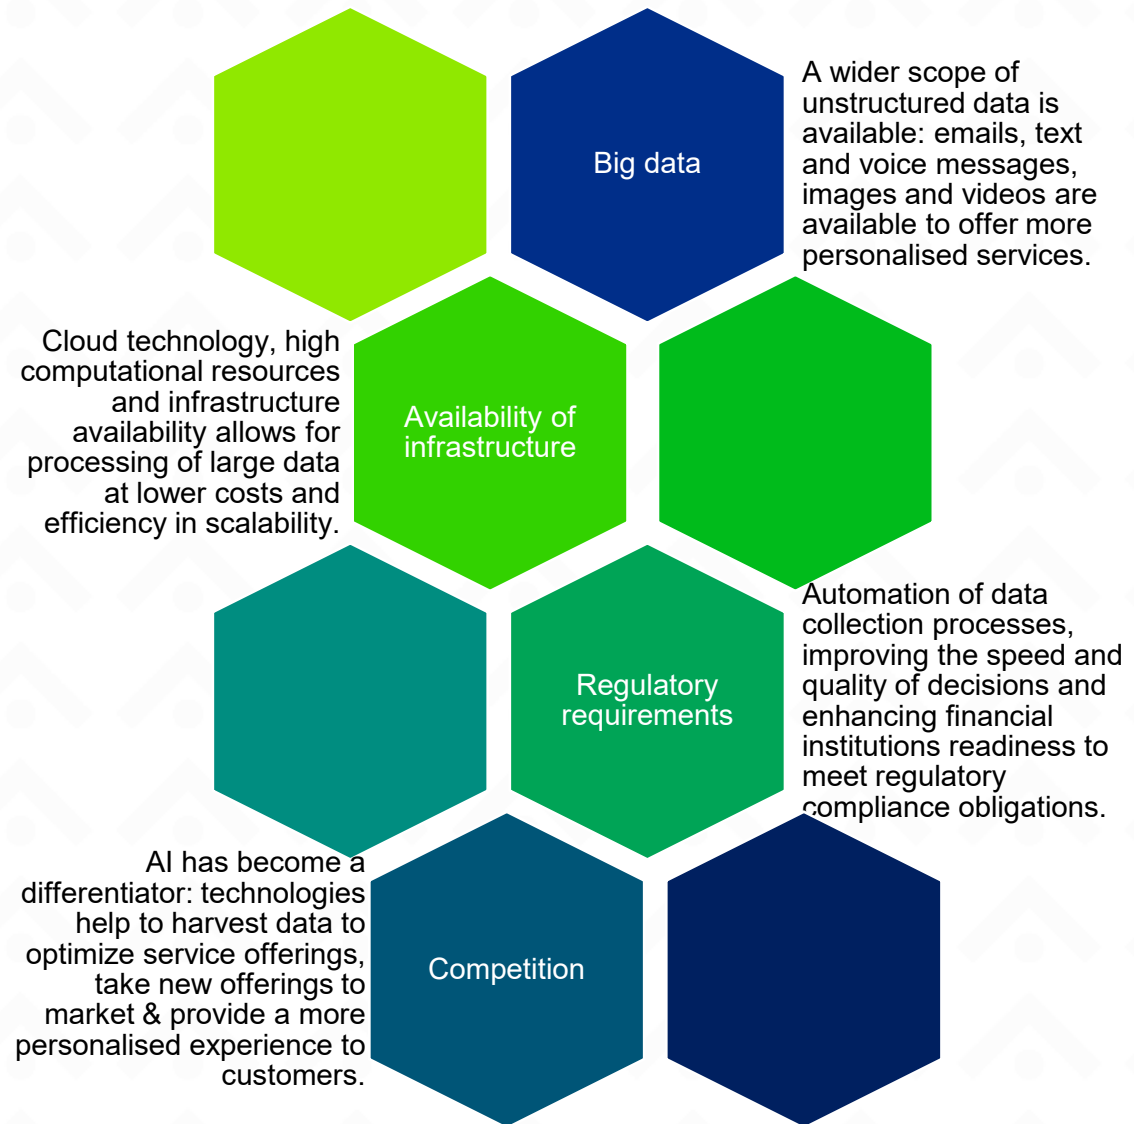 Big data
A wider scope of
unstructured data is
available: emails, text
and voice messages,
images and videos are
available to offer more
personalised services.
Cloud technology, high
computational resources
and infrastructure
availability allows for
processing of large data
at lower costs and
efficiency in scalability.
Availability of
infrastructure
Regulatory
requirements
Automation of data
collection processes,
improving the speed and
quality of decisions and
enhancing financial
institutions readiness to
meet regulatory
compliance obligations.
AI has become a
differentiator: technologies
help to harvest data to
optimize service offerings,
take new offerings to
market & provide a more
personalised experience to
customers.
Competition